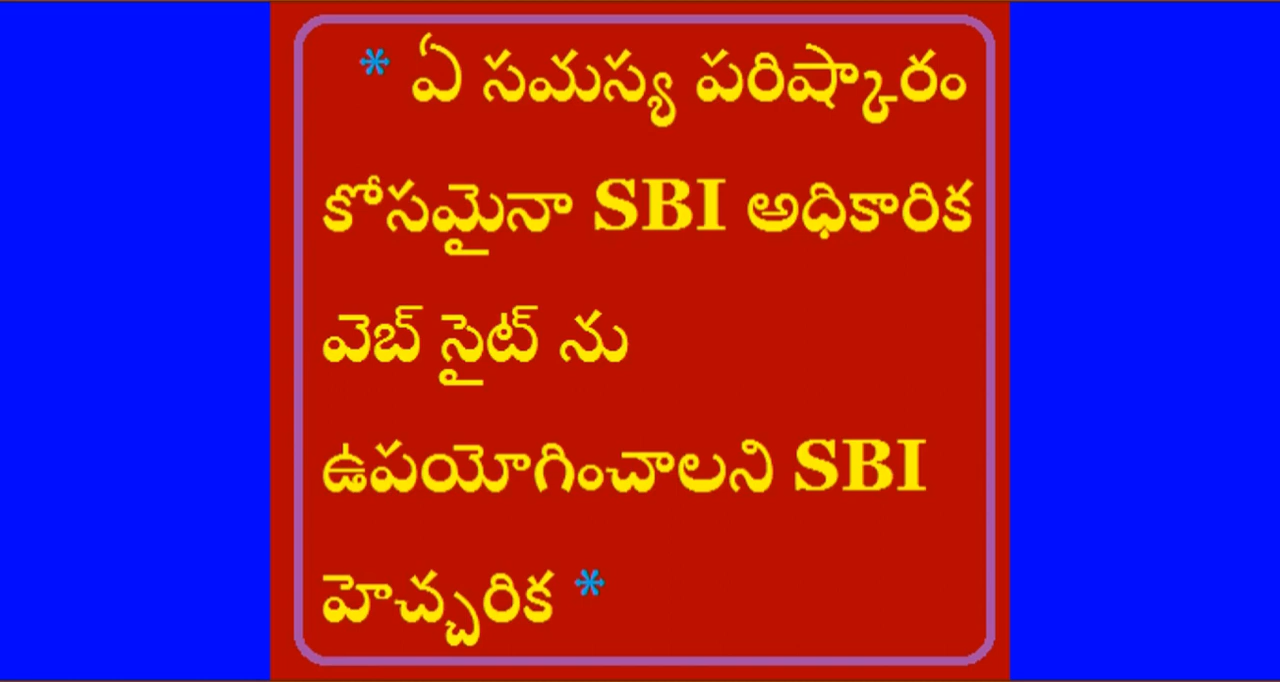 * ఏ సమస్య పరిష్కారం
కోసమైనా SBI అధికారిక
వెబ్ సైట్ ను
ఉపయోగించాలని SBI
హెచ్చరిక *